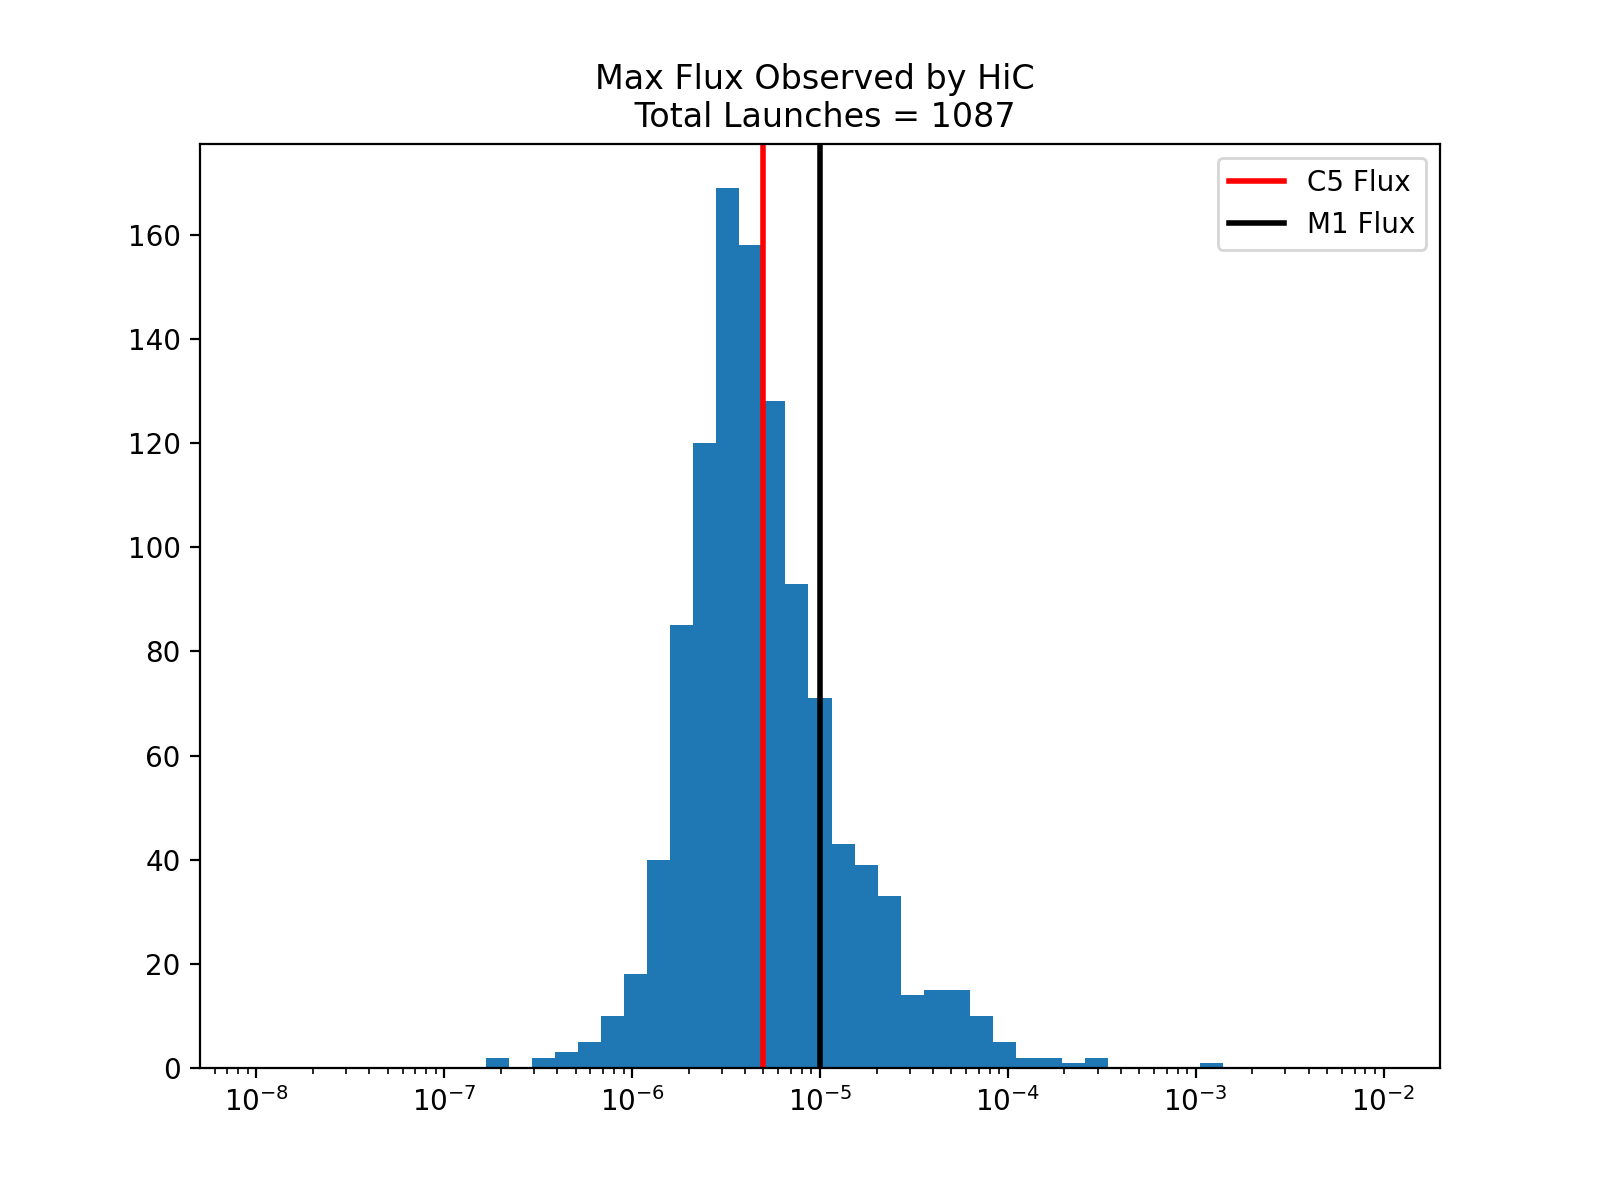 Max Flux Observed by HiC
Total Launches = 1087
C5 Flux
M1 Flux
160
140
120
100
80
60
40
20
0
10⁻⁸ 10⁻⁷ 10⁻⁶ 10⁻⁵ 10⁻⁴ 10⁻³ 10⁻²